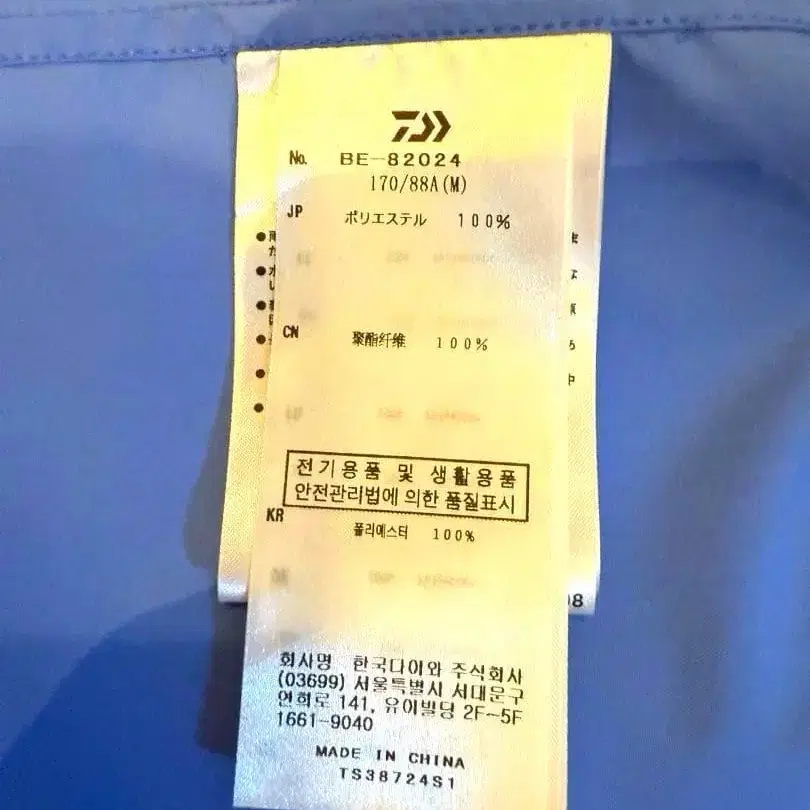 No. BE-82024
170/88A(M)
JP ポリエステル 100%
CN 聚酯纤维 100%
전기용품 및 생활용품
안전관리법에 의한 품질표시
KR 폴리에스터 100%
회사명 한국다이와 주식회사
(03699) 서울특별시 서대문구
연희로 141, 유이빌딩 2F~5F
1661-9040
MADE IN CHINA
TS38724S1